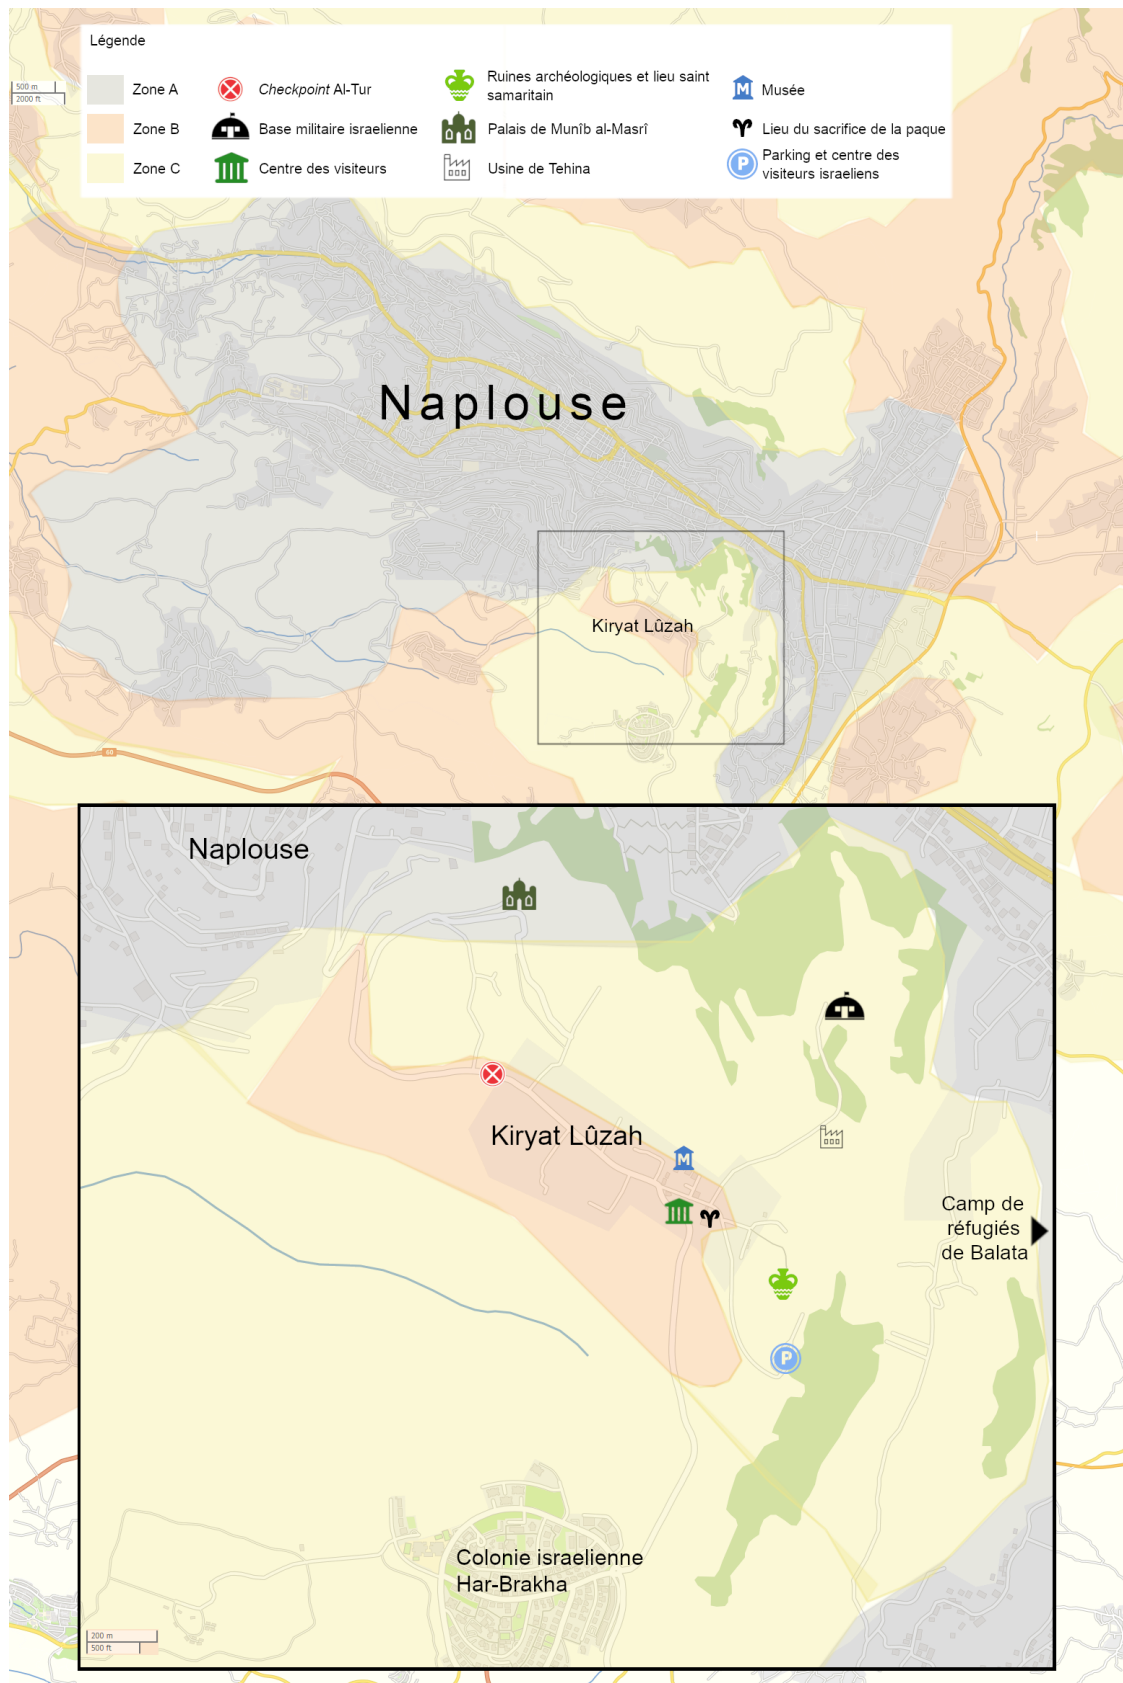 Légende
Zone A
Zone B
Zone C
Checkpoint Al-Tur
Base militaire israelienne
Centre des visiteurs
Ruines archéologiques et lieu saint
samaritain
Palais de Munîb al-Masrî
Usine de Tehina
M Musée
Lieu du sacrifice de la paque
P Parking et centre des
visiteurs israeliens
500 m
2000 ft
Naplouse
Kiryat Lûzah
60
Naplouse
Kiryat Lûzah
M
Camp de
réfugiés
de Balata
P
Colonie israelienne
Har-Brakha
200 m
500 ft